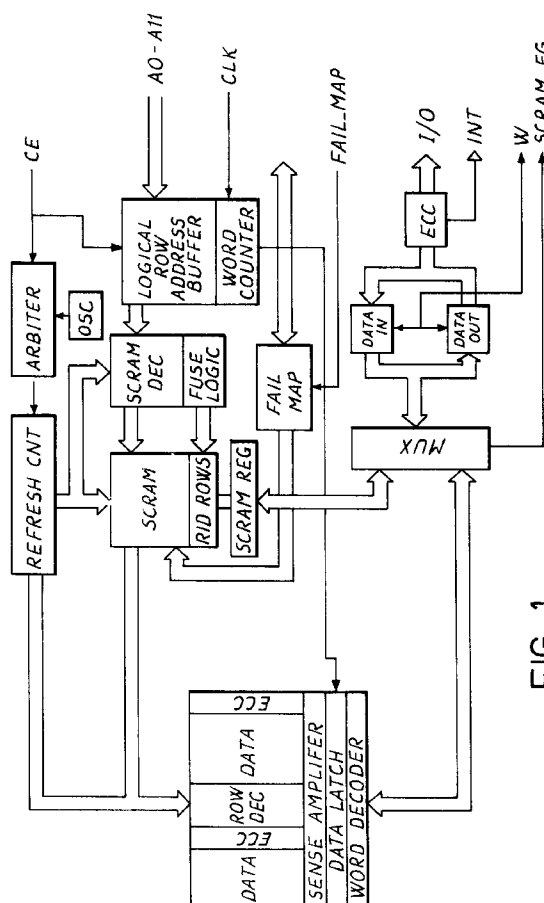 CE
A0 - A11
CLK
FAIL_MAP
I/O
INT
W
SCRAM EG
ARBITER
OSC
LOGICAL
ROW
ADDRESS
BUFFER
WORD
COUNTER
REFRESH CNT
SCRAM
DEC
FUSE
LOGIC
SCRAM
RID ROWS
SCRAM REG
FAIL
MAP
ECC
DATA
IN
DATA
OUT
MUX
DATA
ECC
ROW
DEC
DATA
ECC
SENSE AMPLIFER
DATA LATCH
WORD DECODER
FIG. 1